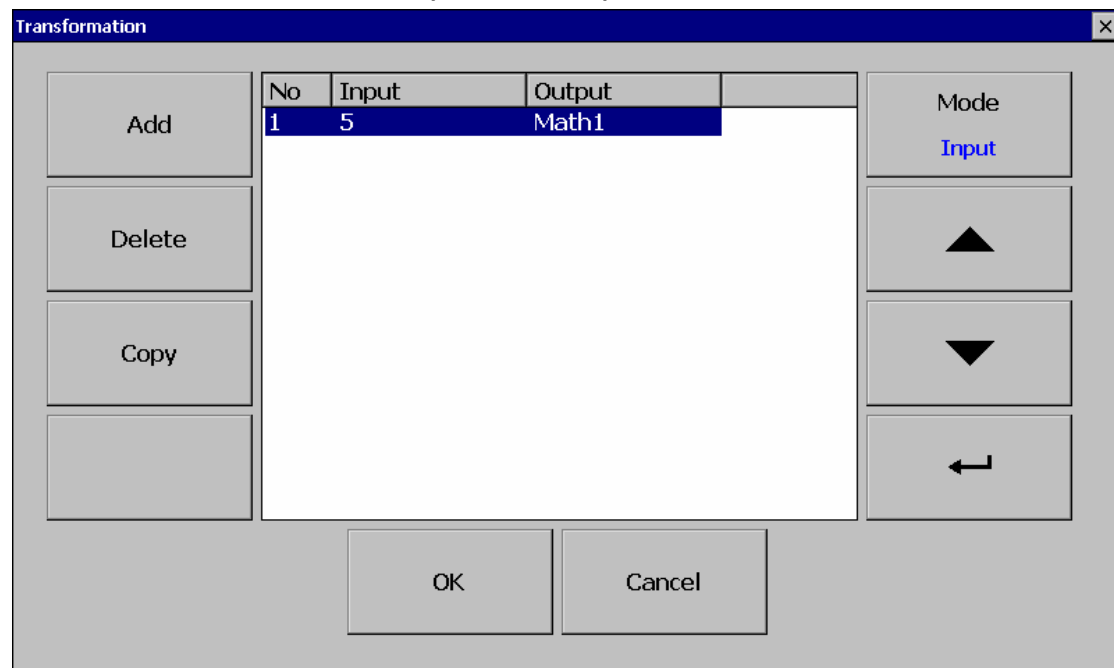 Transformation
Add
Delete
Copy
No Input Output
1 5 Math1
Mode
Input
OK
Cancel